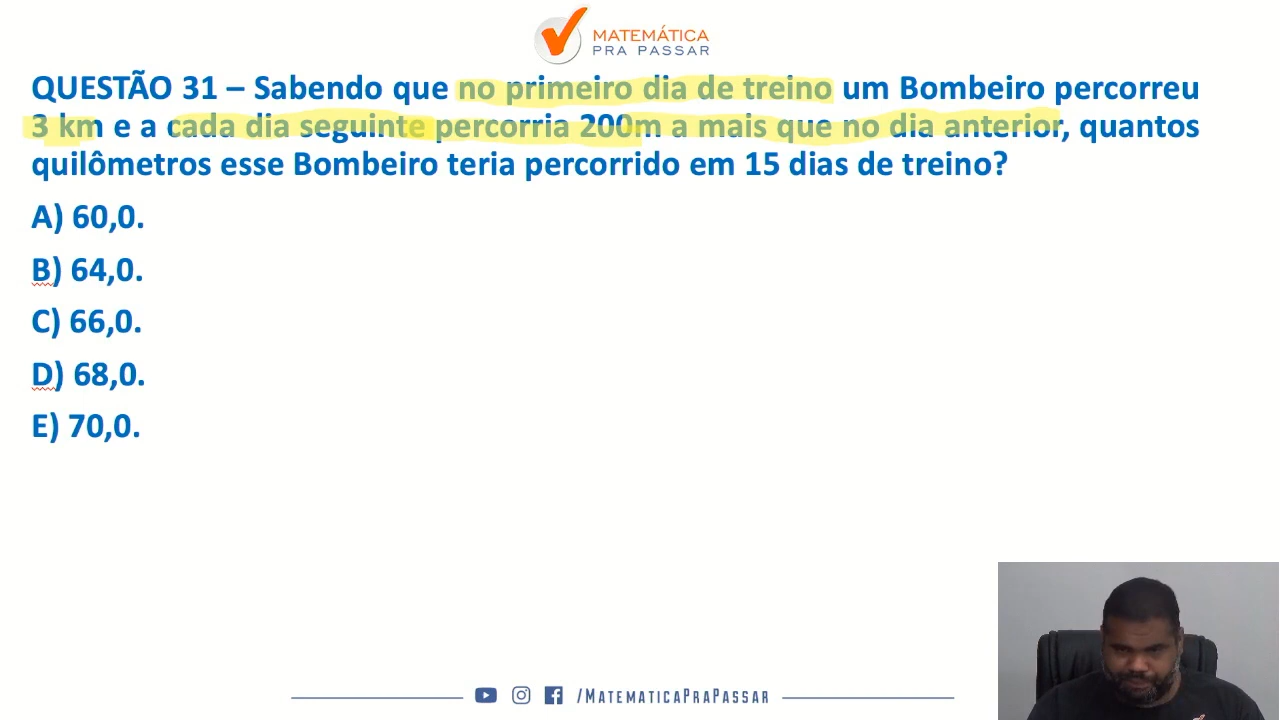 MATEMÁTICA
PRA PASSAR
QUESTÃO 31 – Sabendo que no primeiro dia de treino um Bombeiro percorreu
3 km e a cada dia seguinte percorria 200m a mais que no dia anterior, quantos
quilômetros esse Bombeiro teria percorrido em 15 dias de treino?
A) 60,0.
B) 64,0.
C) 66,0.
D) 68,0.
E) 70,0.
/MATEMATICAPRAPASSAR